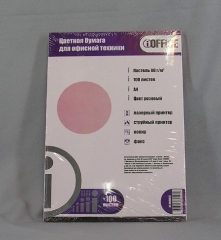 Цветная бумага
для офисной техники
iOFFICE
Пастель 80 г/м²
100 листов
А4
Цвет розовый
лазерный принтер
струйный принтер
копир
факс
100
листов